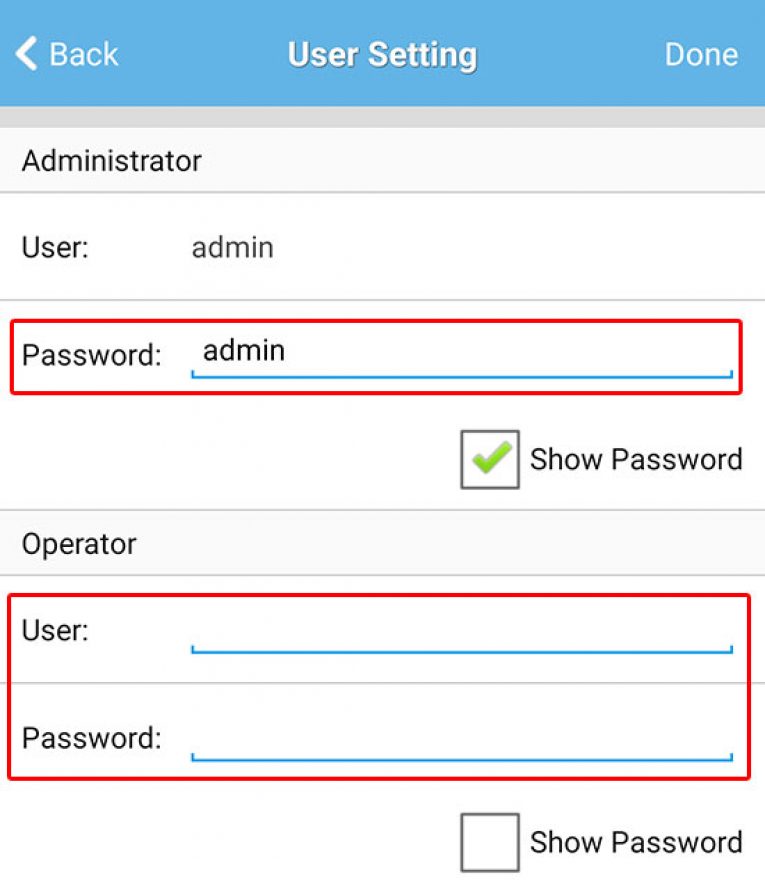 Back User Setting Done
Administrator
User: admin
Password: admin
Show Password
Operator
User:
Password:
Show Password